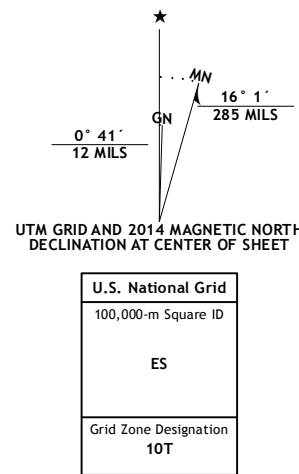 ★
MN
GN
0° 41´
12 MILS
16° 1´
285 MILS
UTM GRID AND 2014 MAGNETIC NORTH
DECLINATION AT CENTER OF SHEET
U.S. National Grid
100,000-m Square ID
ES
Grid Zone Designation
10T